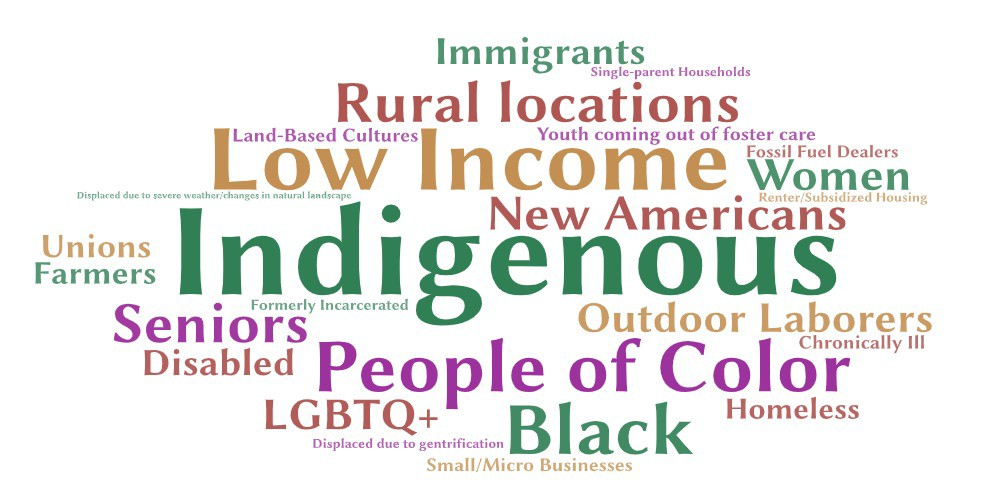 Immigrants
Single-parent Households
Rural locations
Land-Based Cultures
Youth coming out of foster care
Low Income
Fossil Fuel Dealers
Women
Displaced due to severe weather/changes in natural landscape
Renter/Subsidized Housing
New Americans
Unions
Indigenous
Farmers
Formerly Incarcerated
Seniors
Outdoor Laborers
Chronically Ill
Disabled
People of Color
LGBTQ+
Homeless
Black
Displaced due to gentrification
Small/Micro Businesses